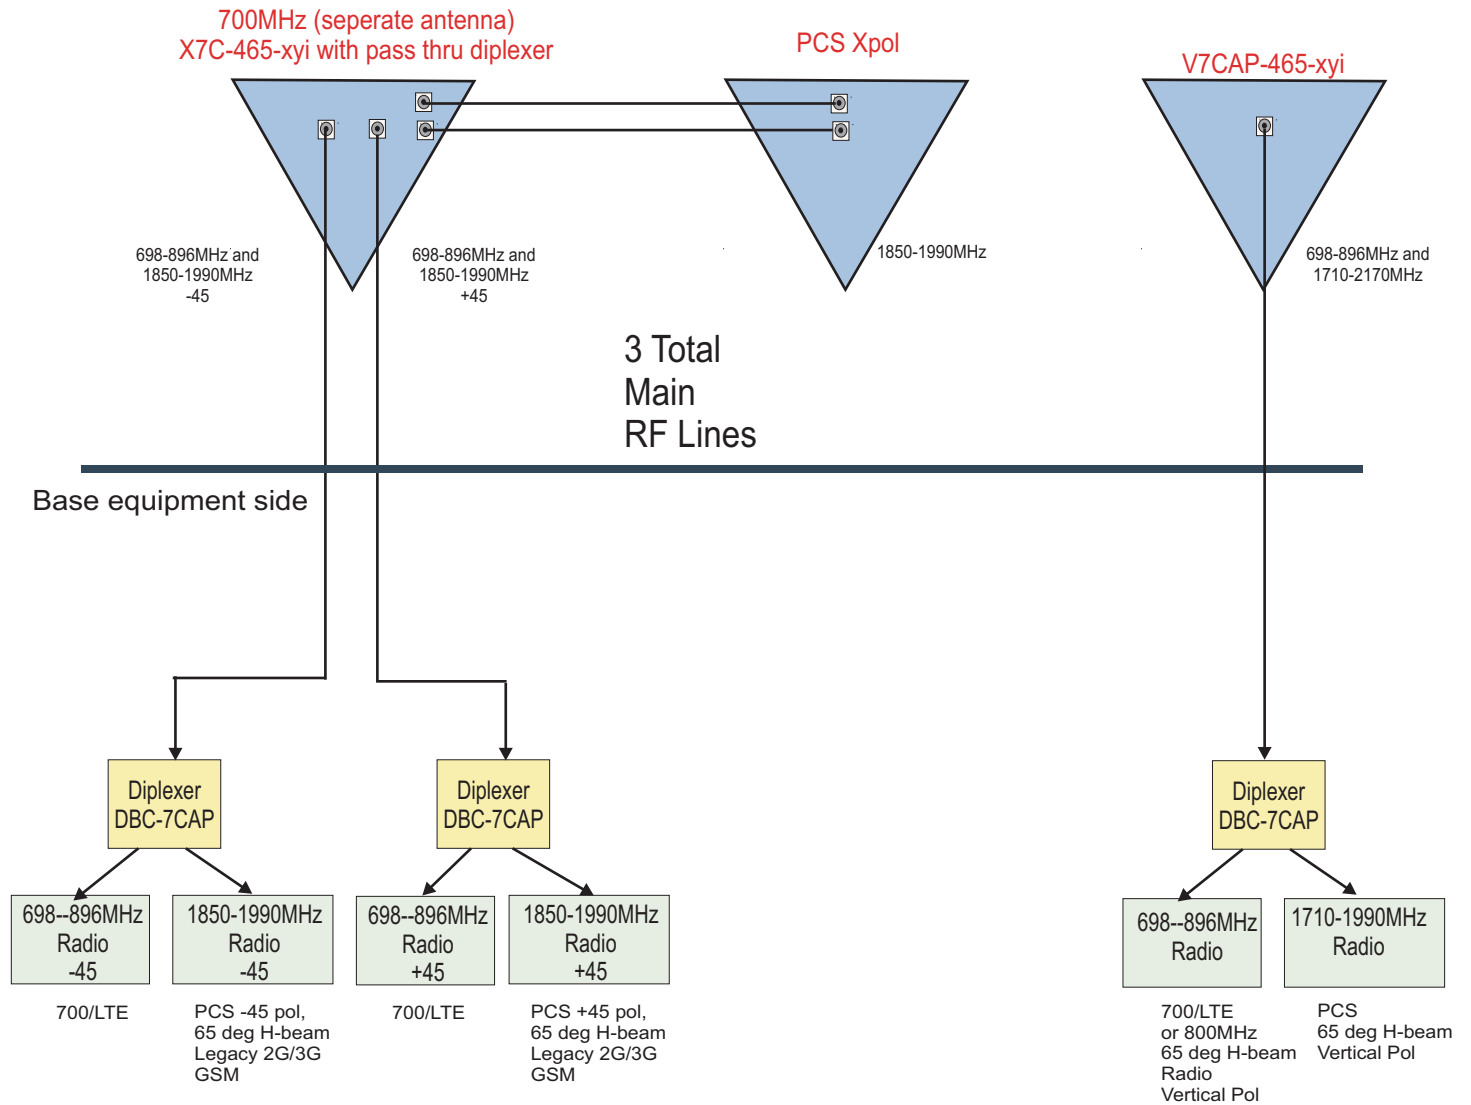 700MHz (seperate antenna)
X7C-465-xyi with pass thru diplexer
PCS Xpol
V7CAP-465-xyi
698-896MHz and
1850-1990MHz
-45
698-896MHz and
1850-1990MHz
+45
1850-1990MHz
698-896MHz and
1710-2170MHz
3 Total
Main
RF Lines
Base equipment side
Diplexer
DBC-7CAP
Diplexer
DBC-7CAP
Diplexer
DBC-7CAP
698--896MHz
Radio
-45
1850-1990MHz
Radio
-45
698--896MHz
Radio
+45
1850-1990MHz
Radio
+45
698--896MHz
Radio
1710-1990MHz
Radio
700/LTE
PCS -45 pol,
65 deg H-beam
Legacy 2G/3G
GSM
700/LTE
PCS +45 pol,
65 deg H-beam
Legacy 2G/3G
GSM
700/LTE
or 800MHz
65 deg H-beam
Radio
Vertical Pol
PCS
65 deg H-beam
Vertical Pol